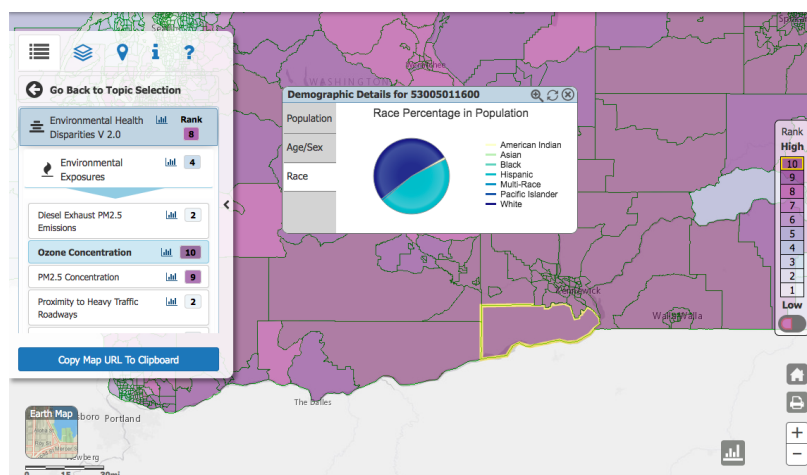 Go Back to Topic Selection
Environmental Health
Disparities V 2.0
Rank
8
Environmental
Exposures
4
Diesel Exhaust PM2.5
Emissions
2
Ozone Concentration
10
PM2.5 Concentration
9
Proximity to Heavy Traffic
Roadways
2
Copy Map URL To Clipboard
WASHINGTON
Demographic Details for 53005011600
Population
Age/Sex
Race
Race Percentage in Population
American Indian
Asian
Black
Hispanic
Multi-Race
Pacific Islander
White
Kennewick
Walla Walla
The Dalles
Portland
Earth Map
Rank
High
10
9
8
7
6
5
4
3
2
1
Low
0
15
30mi